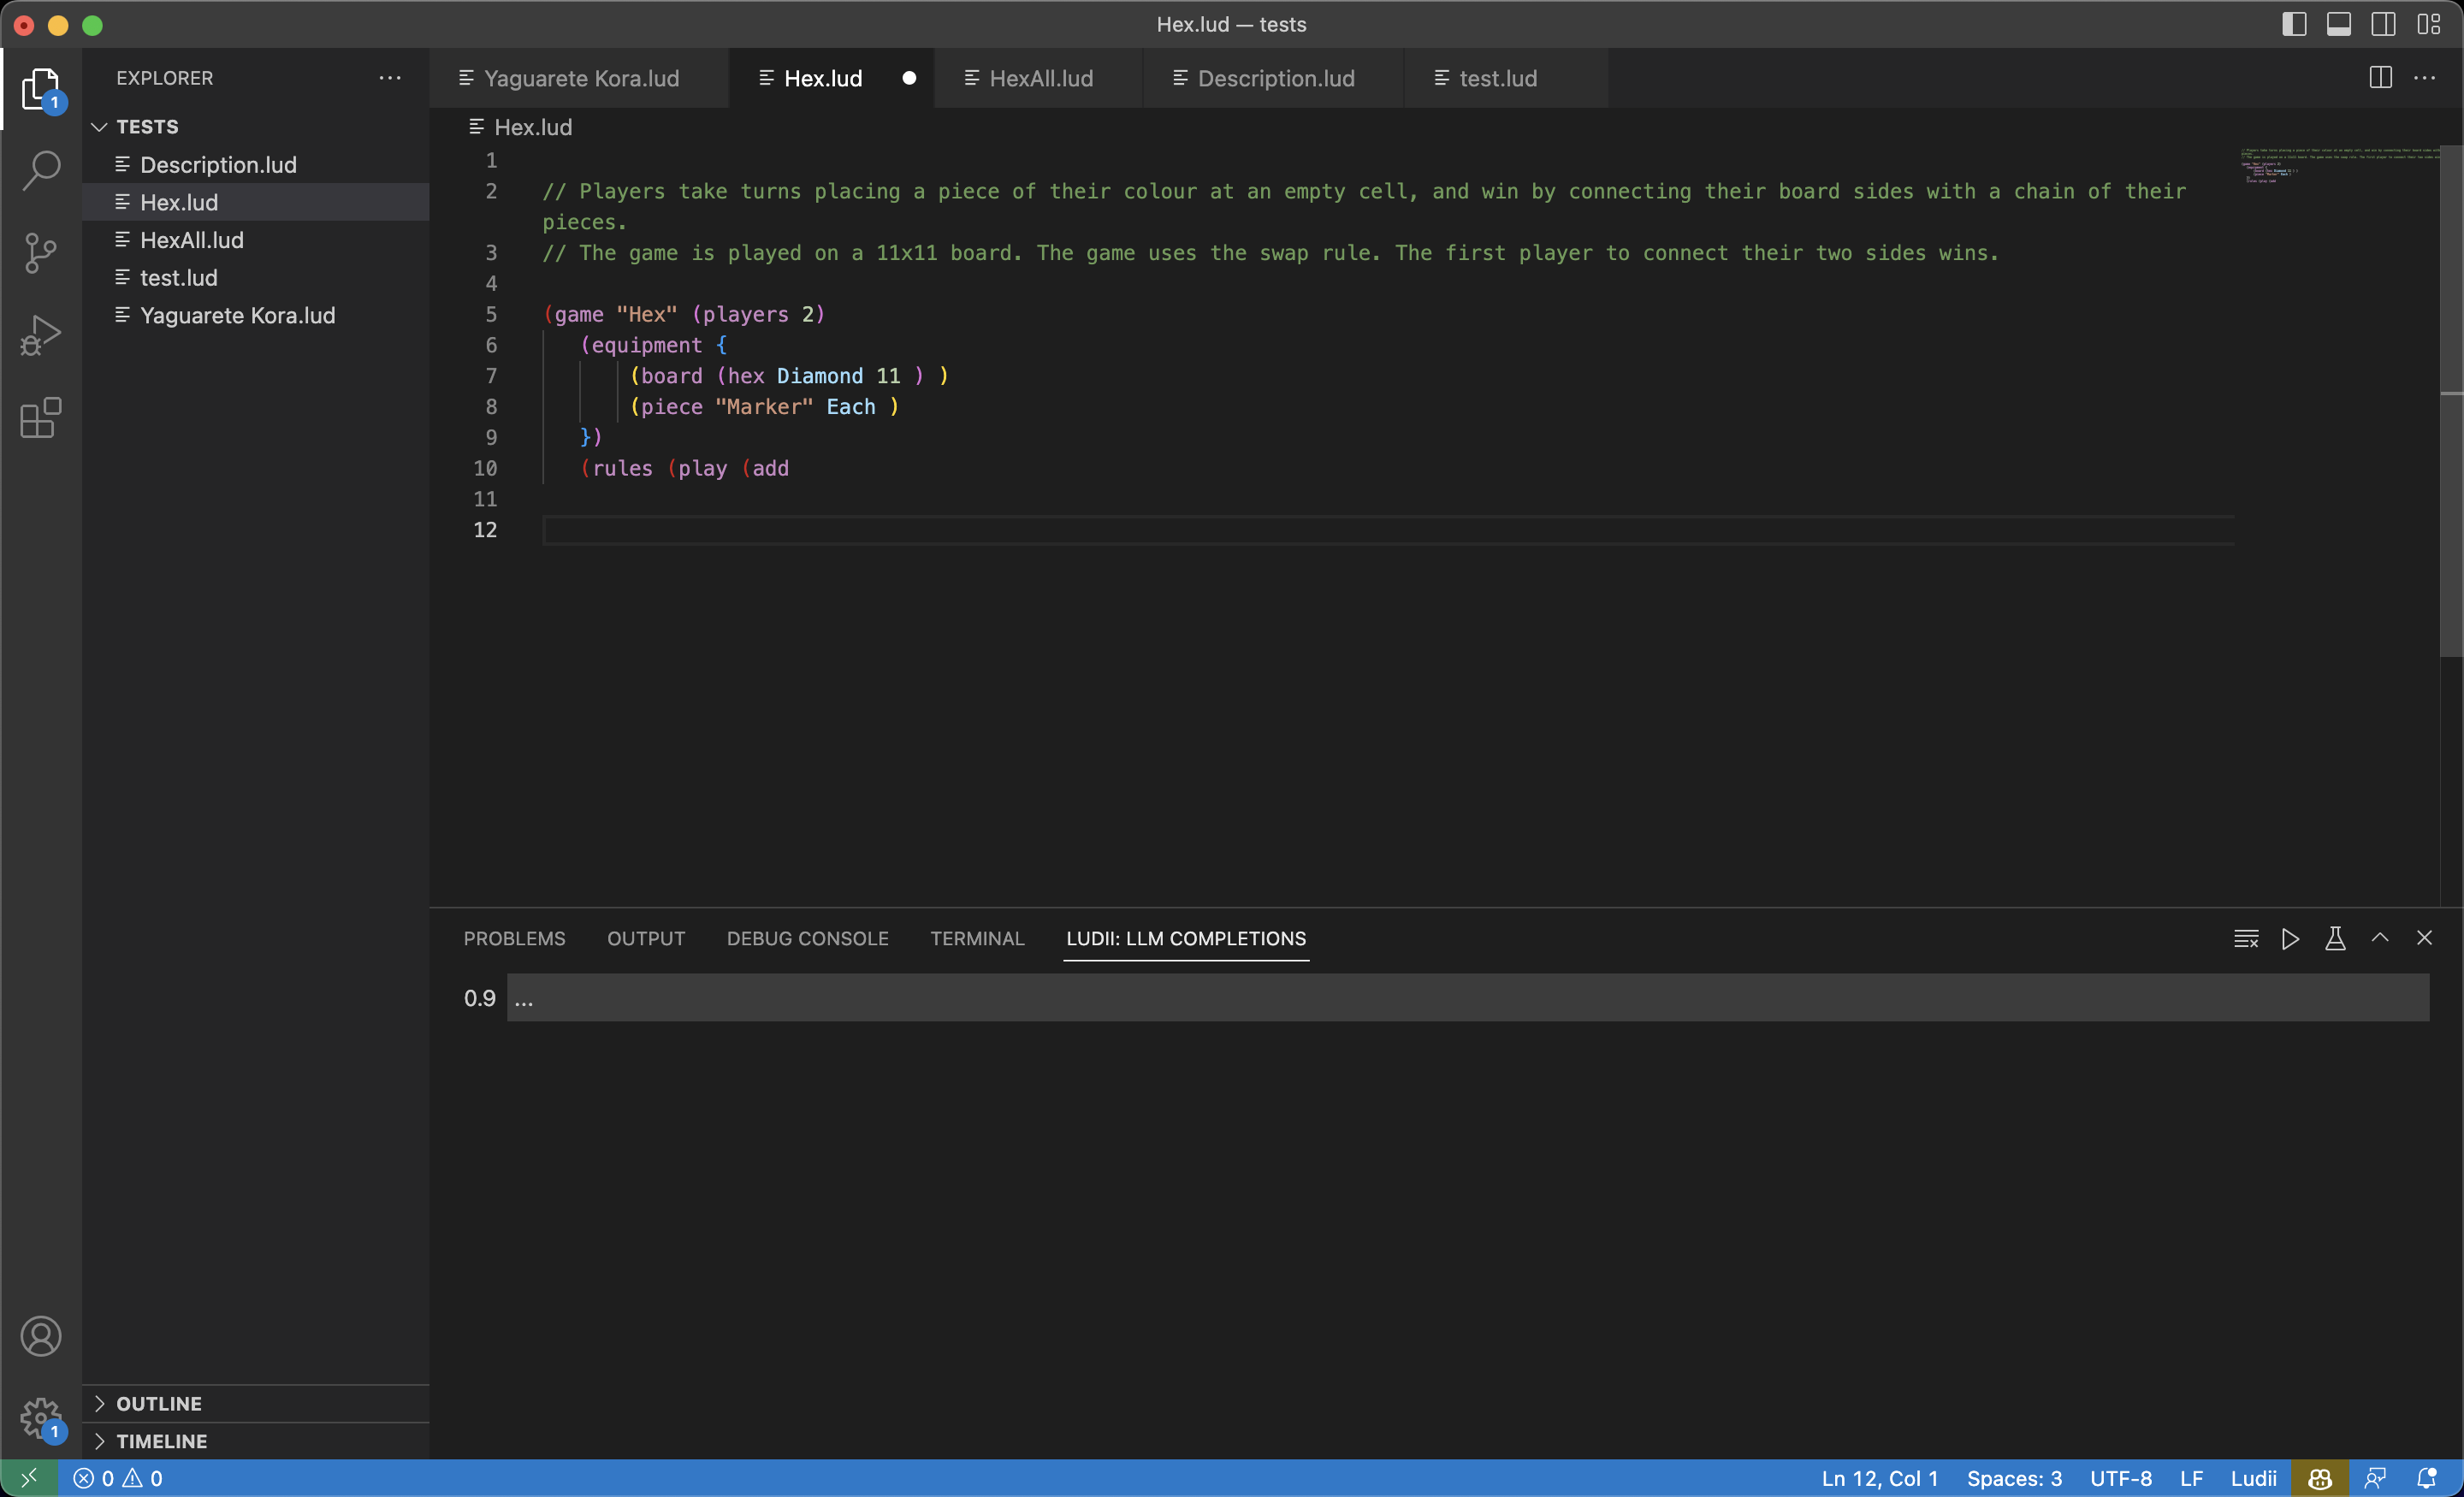 Hex.lud — tests
EXPLORER
Yaguarete Kora.lud
Hex.lud
HexAll.lud
Description.lud
test.lud
1
TESTS
Description.lud
Hex.lud
HexAll.lud
test.lud
Yaguarete Kora.lud
Hex.lud
1
2 // Players take turns placing a piece of their colour at an empty cell, and win by connecting their board sides with a chain of their
pieces.
3 // The game is played on a 11x11 board. The game uses the swap rule. The first player to connect their two sides wins.
4
5 (game "Hex" (players 2)
6 (equipment {
7 (board (hex Diamond 11 ) )
8 (piece "Marker" Each )
9 })
10 (rules (play (add
11
12
PROBLEMS OUTPUT DEBUG CONSOLE TERMINAL LUDII: LLM COMPLETIONS
0.9 ...
OUTLINE
1
TIMELINE
0 0 Ln 12, Col 1 Spaces: 3 UTF-8 LF Ludii